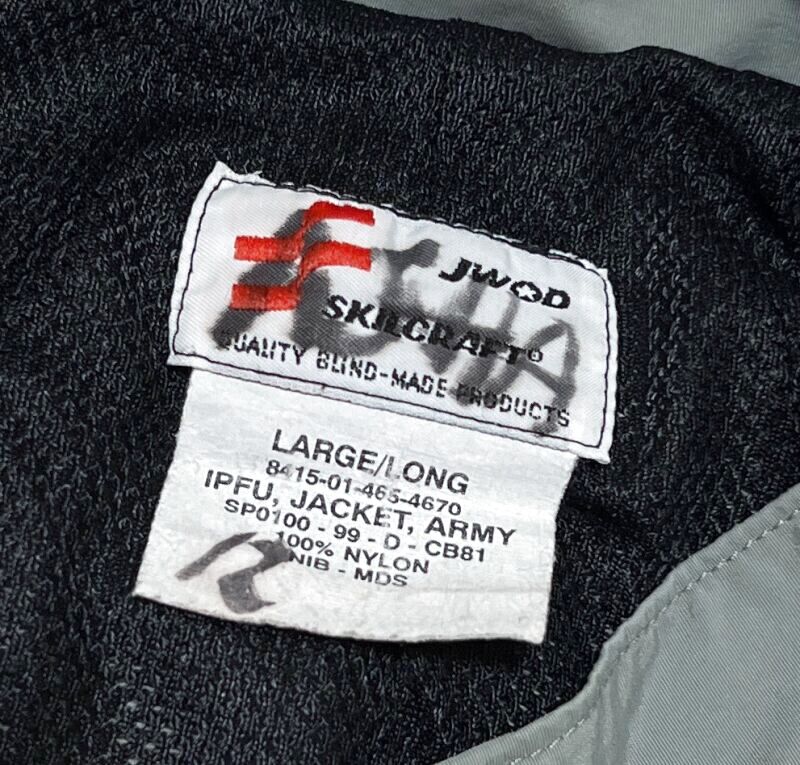 JWOD
SKILCRAFT®
QUALITY BLIND-MADE PRODUCTS
LARGE/LONG
8415-01-465-4670
IPFU, JACKET, ARMY
SP0100 - 99 - D - CB81
100% NYLON
NIB - MDS
R